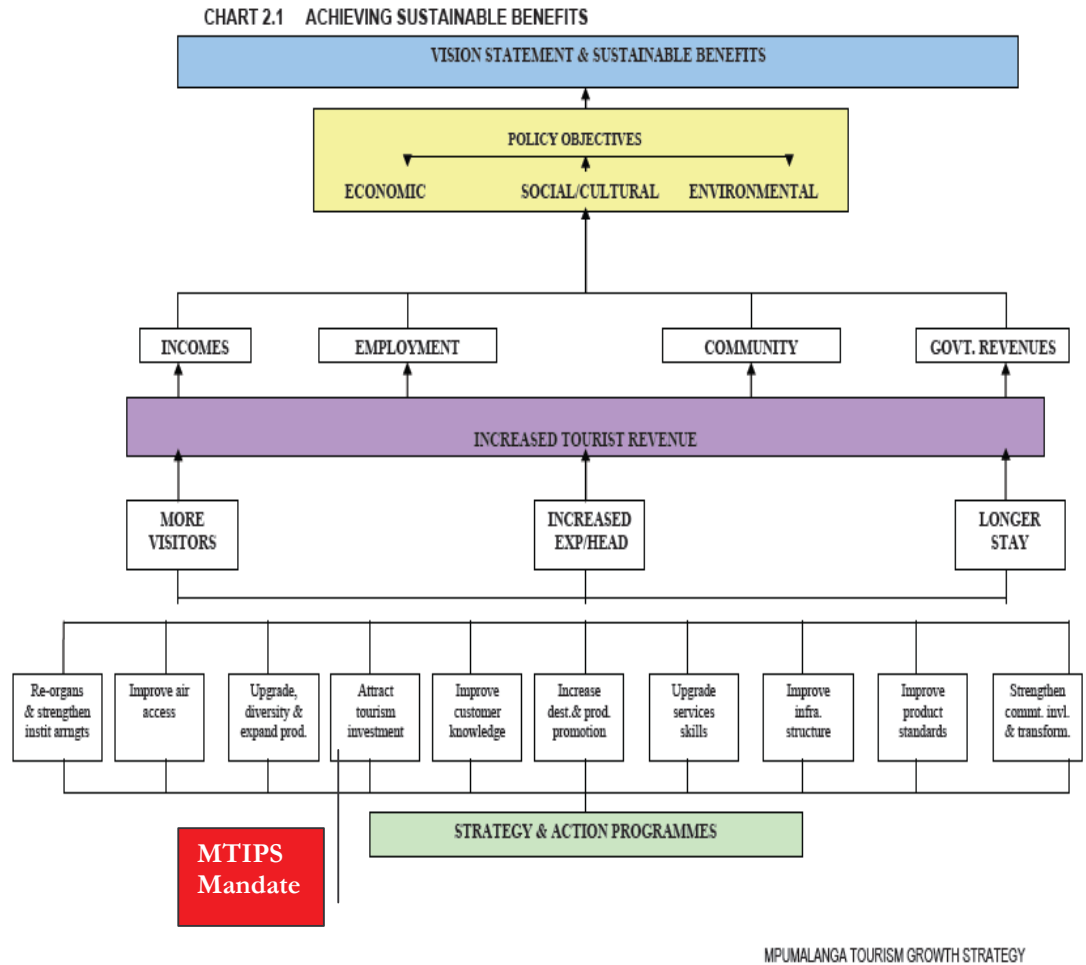 CHART 2.1 ACHIEVING SUSTAINABLE BENEFITS
VISION STATEMENT & SUSTAINABLE BENEFITS
POLICY OBJECTIVES
ECONOMIC
SOCIAL/CULTURAL
ENVIRONMENTAL
INCOMES
EMPLOYMENT
COMMUNITY
GOVT. REVENUES
INCREASED TOURIST REVENUE
MORE
VISITORS
INCREASED
EXP/HEAD
LONGER
STAY
Re-organs
& strengthen
instit arrngts
Improve air
access
Upgrade,
diversity &
expand prod.
Attract
tourism
investment
Improve
customer
knowledge
Increase
dest.& prod.
promotion
Upgrade
services
skills
Improve
infra.
structure
Improve
product
standards
Strengthen
commt. invl.
& transform.
STRATEGY & ACTION PROGRAMMES
MTIPS
Mandate
MPUMALANGA TOURISM GROWTH STRATEGY